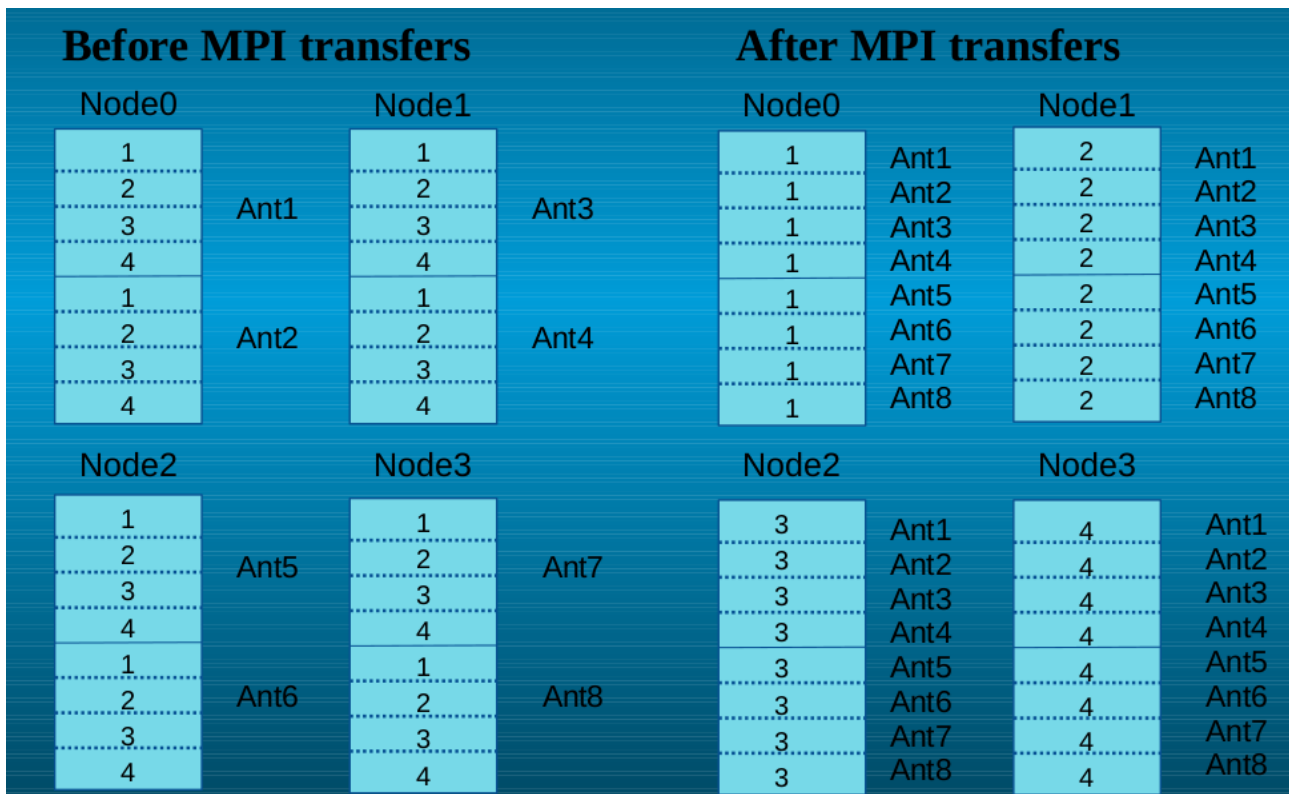 Before MPI transfers
Node0
1
2
3
4
1
2
3
4
Ant1
Ant2
Node1
1
2
3
4
1
2
3
4
Ant3
Ant4
Node2
1
2
3
4
1
2
3
4
Ant5
Ant6
Node3
1
2
3
4
1
2
3
4
Ant7
Ant8
After MPI transfers
Node0
1 Ant1
1 Ant2
1 Ant3
1 Ant4
1 Ant5
1 Ant6
1 Ant7
1 Ant8
Node1
2 Ant1
2 Ant2
2 Ant3
2 Ant4
2 Ant5
2 Ant6
2 Ant7
2 Ant8
Node2
3 Ant1
3 Ant2
3 Ant3
3 Ant4
3 Ant5
3 Ant6
3 Ant7
3 Ant8
Node3
4 Ant1
4 Ant2
4 Ant3
4 Ant4
4 Ant5
4 Ant6
4 Ant7
4 Ant8